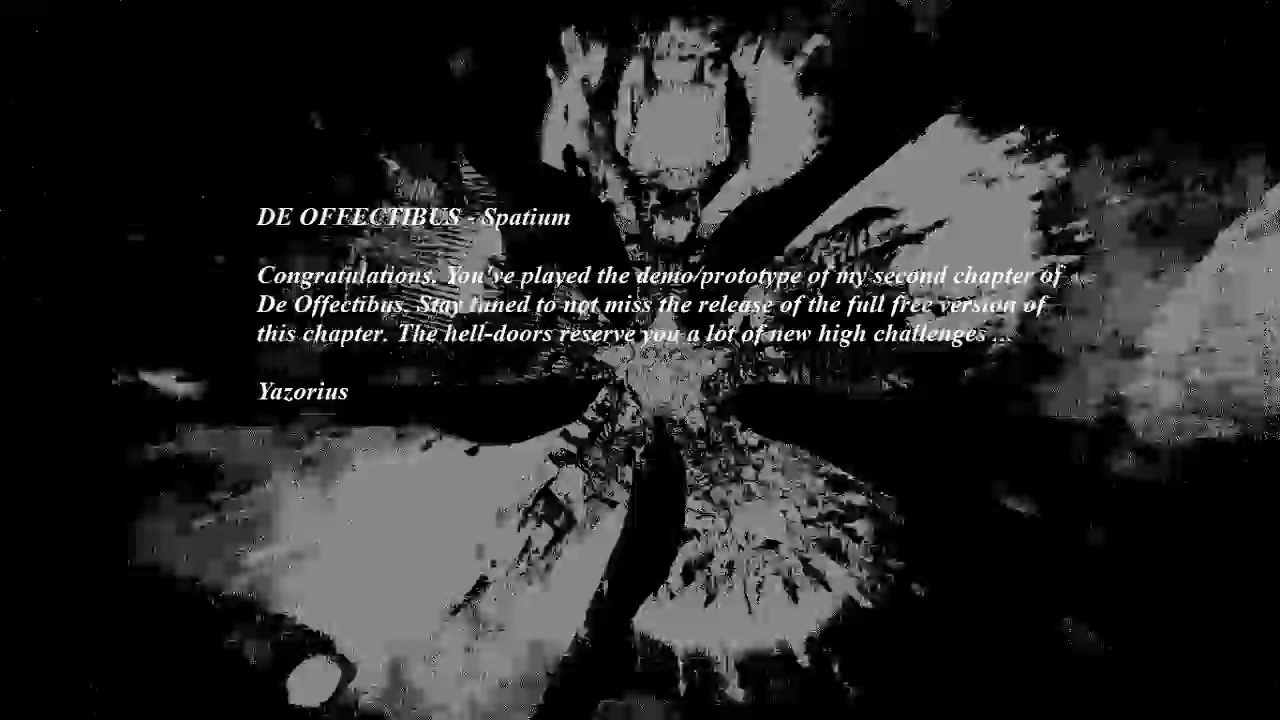 DE OFFECTIBUS - Spatium
Congratulations. You've played the demo/prototype of my second chapter of
De Offectibus. Stay tuned to not miss the release of the full free version of
this chapter. The hell-doors reserve you a lot of new high challenges ...
Yazorius